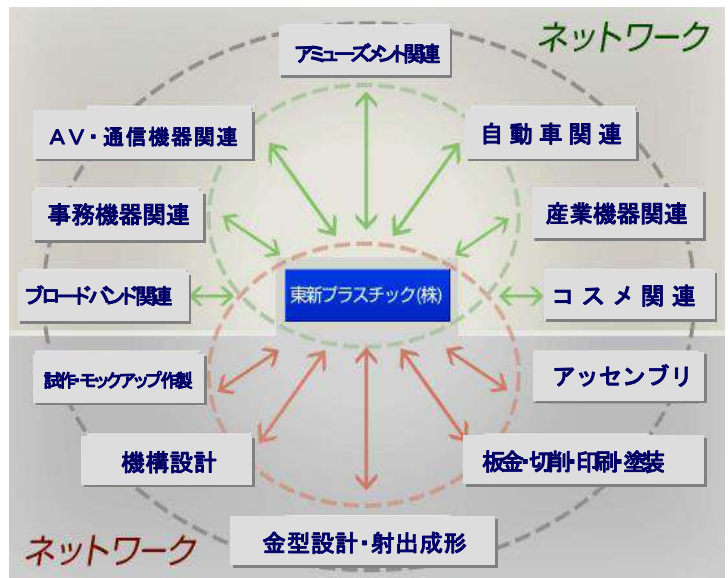 ネットワーク
アミューズメント関連
AV・通信機器関連
自動車関連
事務機器関連
産業機器関連
ブロードバンド関連
東新プラスチック(株)
コスメ関連
試作・モックアップ作製
アッセンブリ
機構設計
板金・切削・印刷・塗装
金型設計・射出成形
ネットワーク